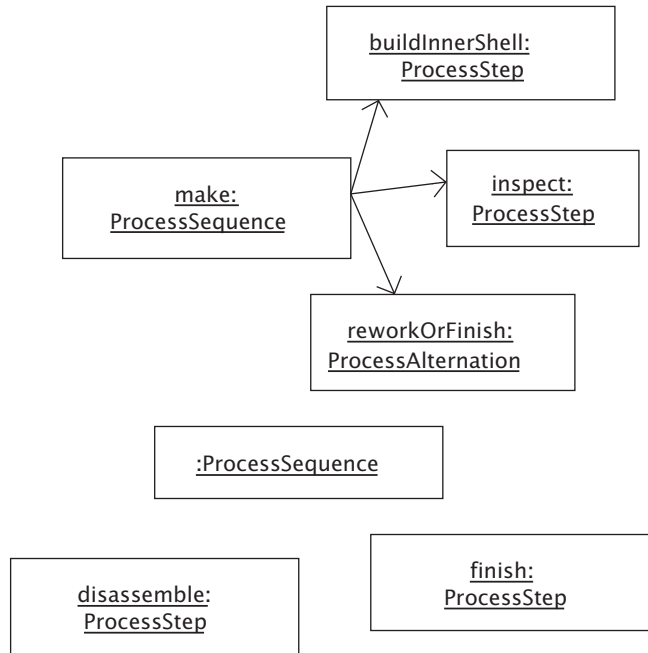 buildInnerShell:
ProcessStep
make:
ProcessSequence
inspect:
ProcessStep
reworkOrFinish:
ProcessAlternation
:ProcessSequence
disassemble:
ProcessStep
finish:
ProcessStep